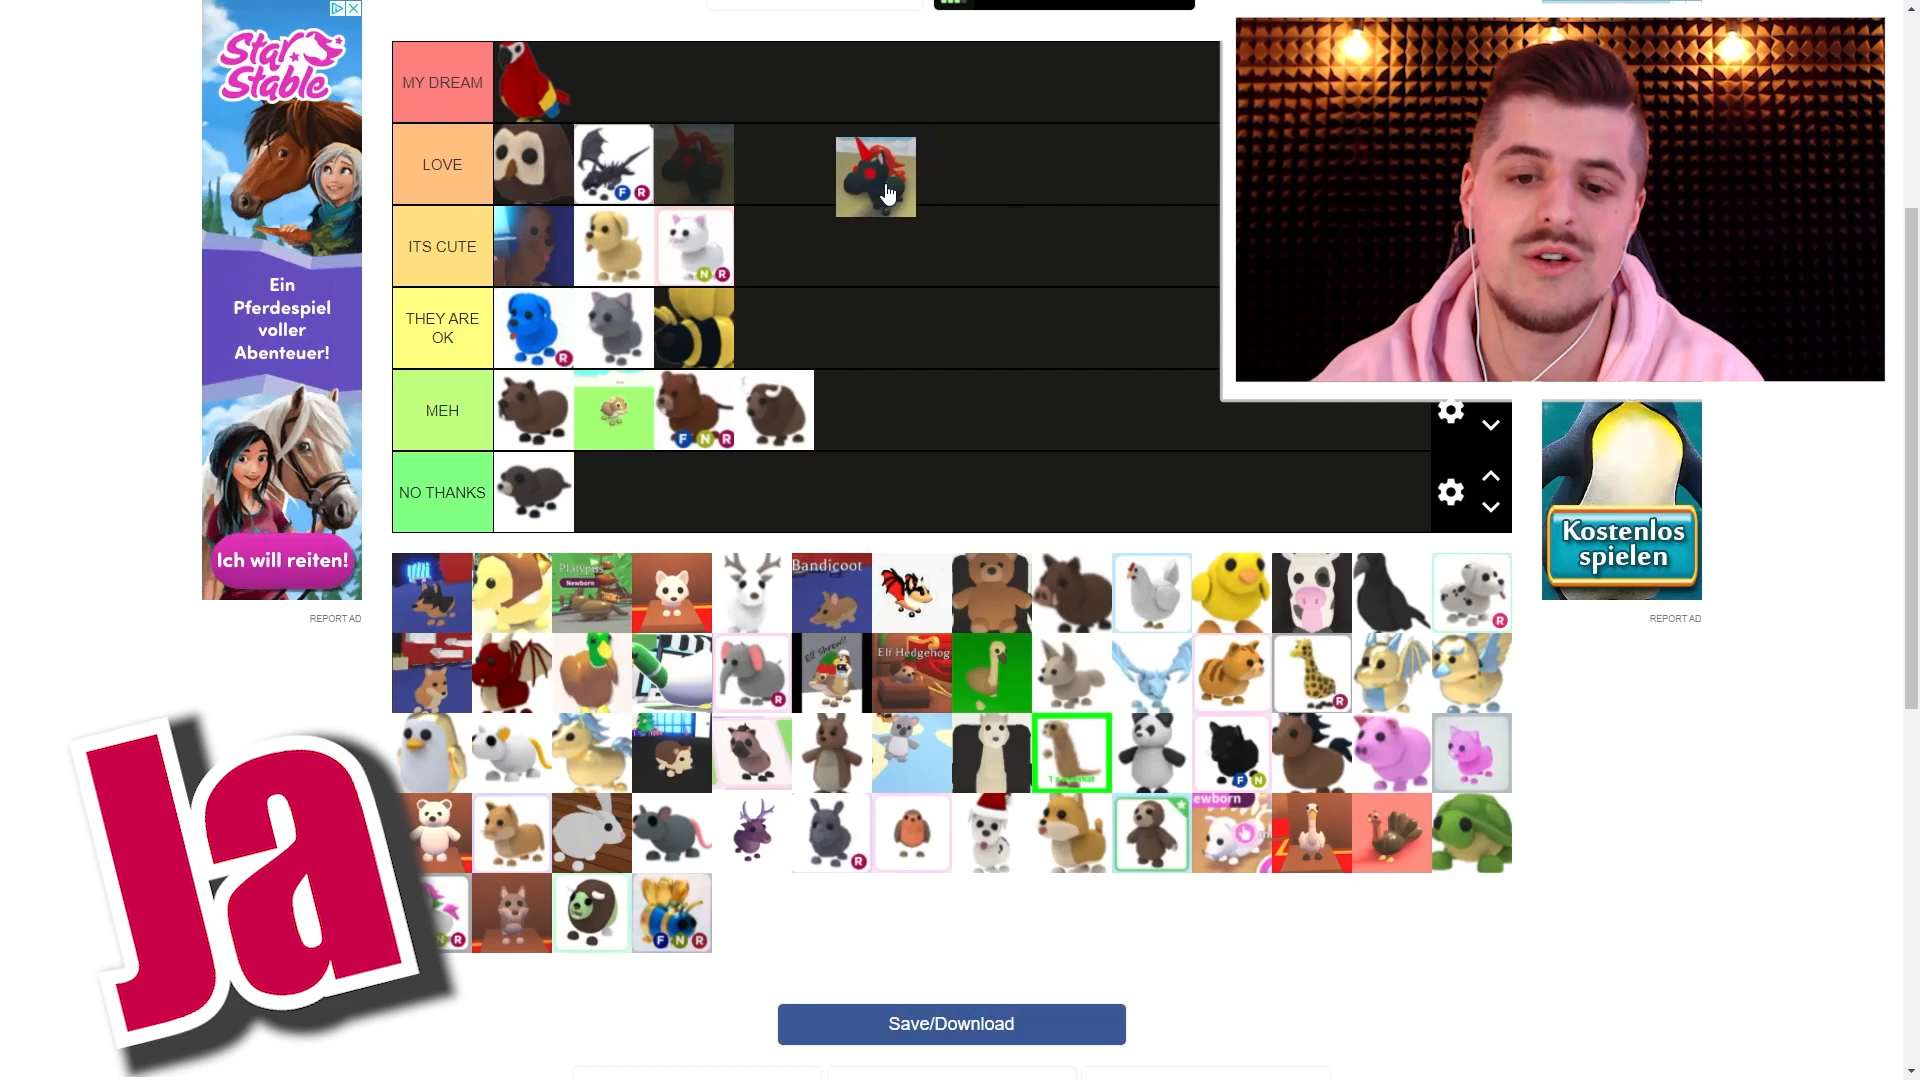 Star
Stable
Ein
Pferdespiel
voller
Abenteuer!
Ich will reiten!
REPORT AD
MY DREAM
LOVE
F R
ITS CUTE
N R
THEY ARE
OK
R
MEH
F N R
NO THANKS
Platypus
Newborn
Bandicoot
R
R
Elf Shrew!!
Elf Hedgehog
R
F N
R
ewborn
N R
F N R
Kostenlos
spielen
REPORT AD
Ja
Save/Download